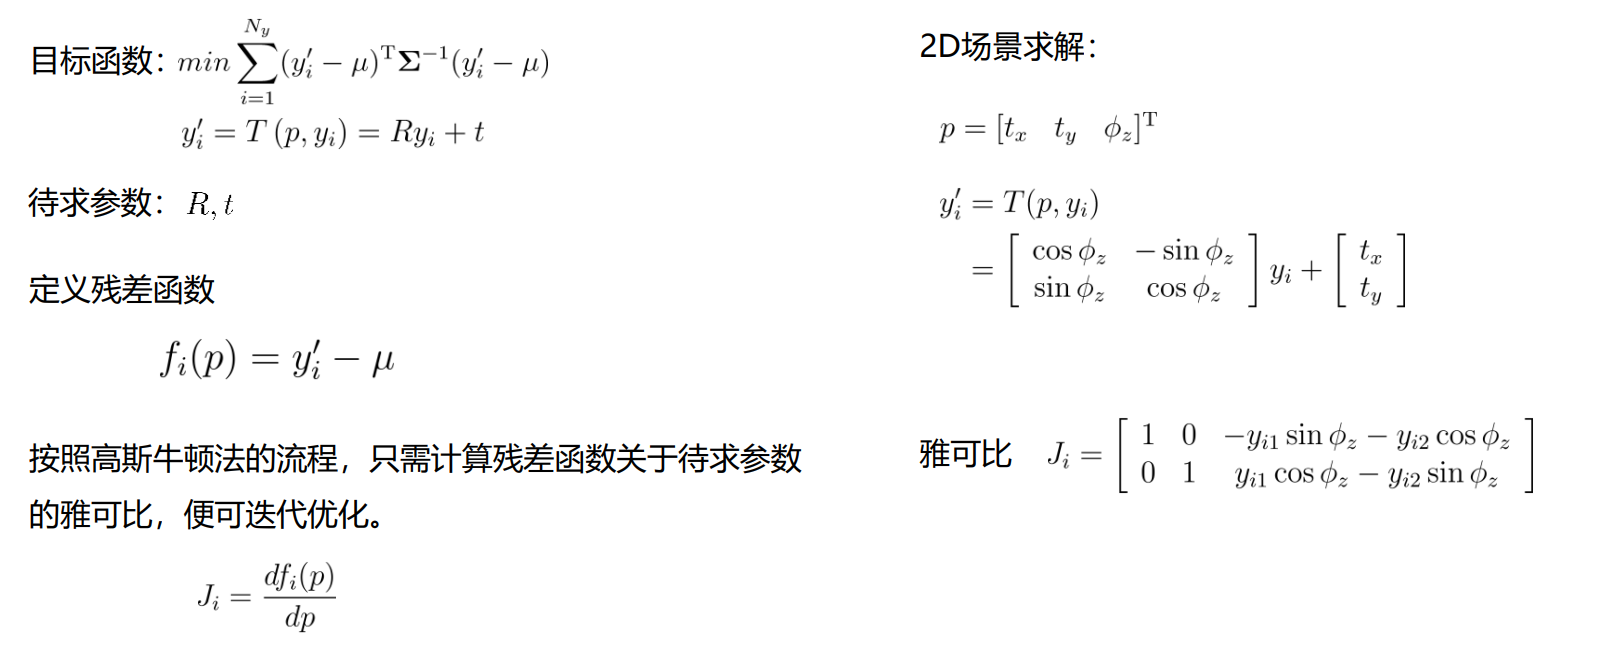 目标函数：$min \sum_{i=1}^{N_y} (y_i' - \mu)^{\mathrm{T}} \mathbf{\Sigma}^{-1} (y_i' - \mu)$
$y_i' = T(p, y_i) = Ry_i + t$
待求参数： $R, t$
定义残差函数
$f_i(p) = y_i' - \mu$
按照高斯牛顿法的流程，只需计算残差函数关于待求参数
的雅可比，便可迭代优化。
$J_i = \frac{df_i(p)}{dp}$
2D场景求解：
$p = [t_x \quad t_y \quad \phi_z]^{\mathrm{T}}$
$y_i' = T(p, y_i)$
$= \begin{bmatrix} \cos\phi_z & -\sin\phi_z \\ \sin\phi_z & \cos\phi_z \end{bmatrix} y_i + \begin{bmatrix} t_x \\ t_y \end{bmatrix}$
雅可比 $J_i = \begin{bmatrix} 1 & 0 & -y_{i1}\sin\phi_z - y_{i2}\cos\phi_z \\ 0 & 1 & y_{i1}\cos\phi_z - y_{i2}\sin\phi_z \end{bmatrix}$